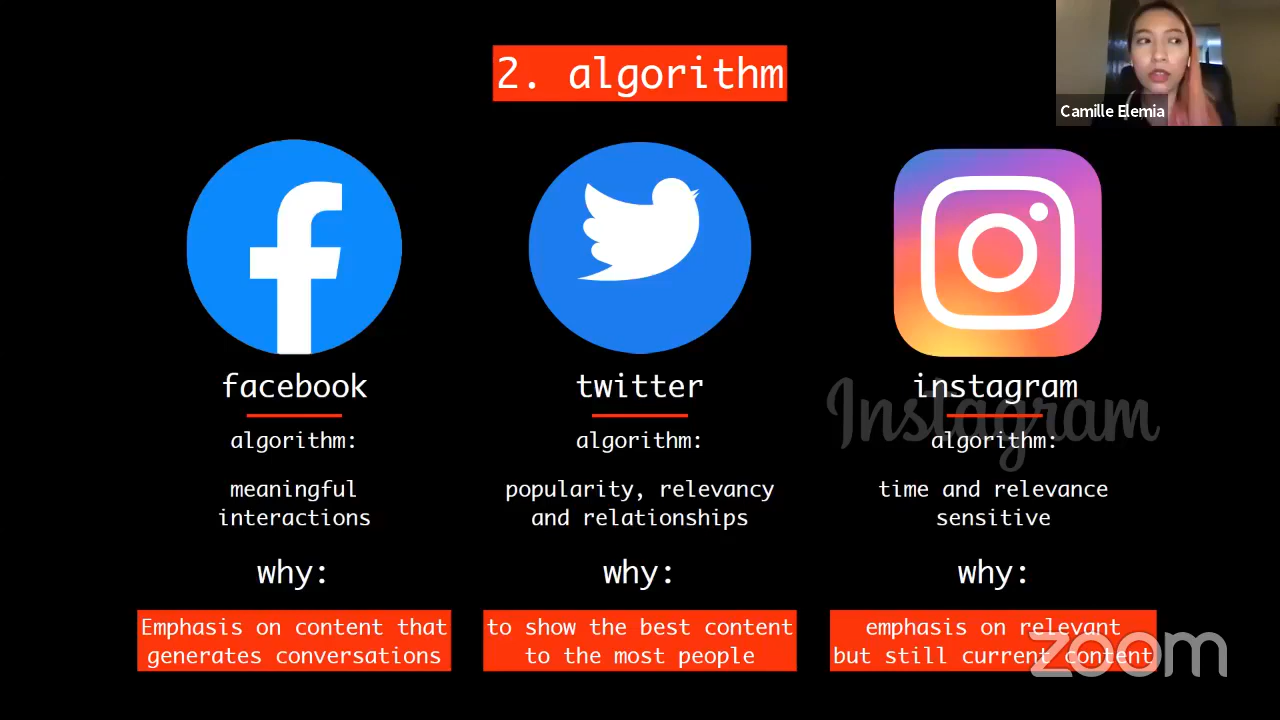 2. algorithm
Camille Elemia
facebook
algorithm:
meaningful
interactions
why:
Emphasis on content that
generates conversations
twitter
algorithm:
popularity, relevancy
and relationships
why:
to show the best content
to the most people
instagram
Instagram
algorithm:
time and relevance
sensitive
why:
emphasis on relevant
but still current content
zoom